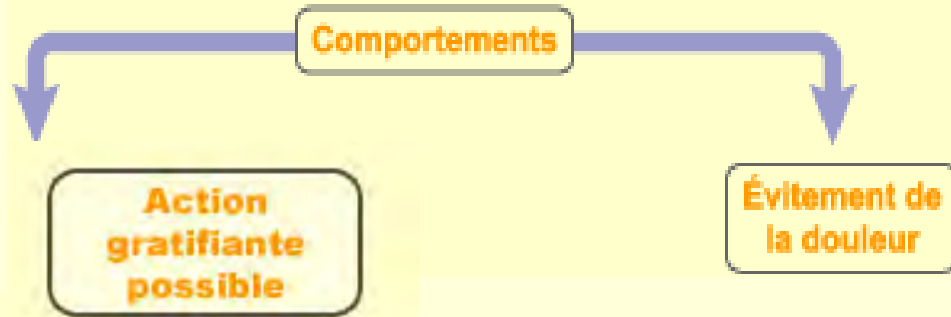 Comportements
Action
gratifiante
possible
Évitement de
la douleur